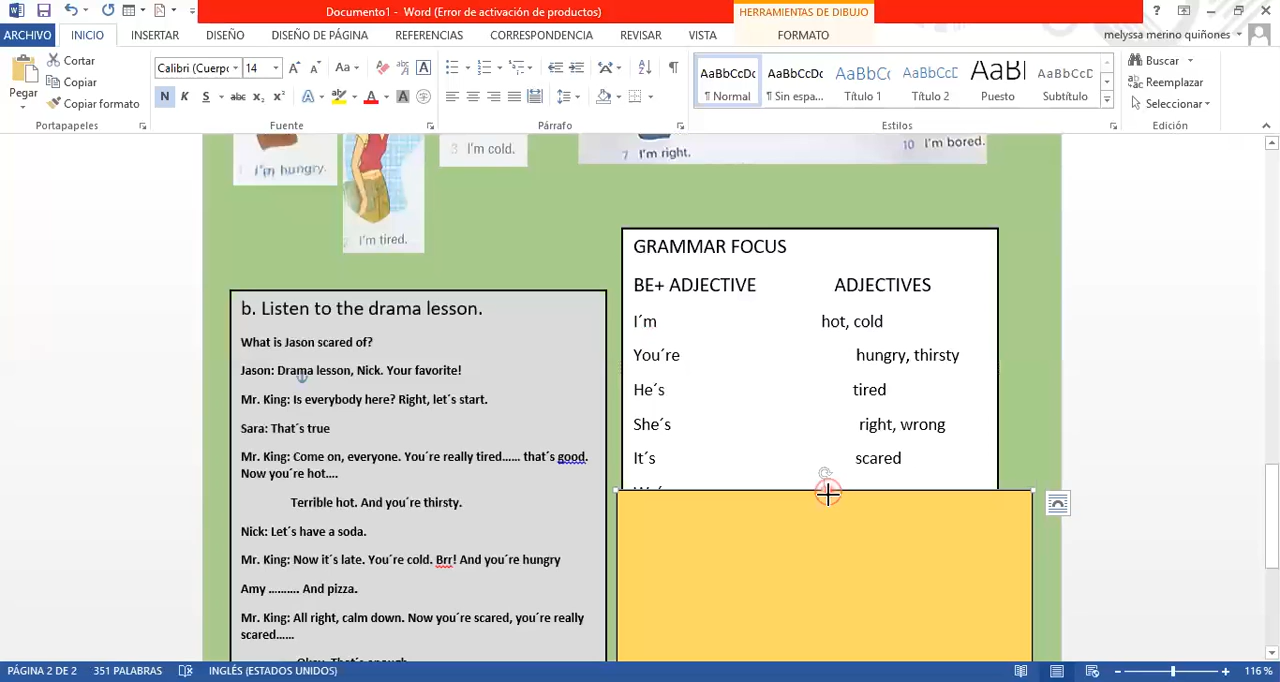 Documento1 - Word (Error de activación de productos)
HERRAMIENTAS DE DIBUJO
ARCHIVO INICIO INSERTAR DISEÑO DISEÑO DE PÁGINA REFERENCIAS CORRESPONDENCIA REVISAR VISTA FORMATO melyssa merino quiñones
Pegar
Cortar
Copiar
Copiar formato
Portapapeles
Calibri (Cuerpo 14
Fuente
Párrafo
AaBbCcDc AaBbCcDc AaBbCc AaBbCcC AaBbI AaBbCcD
¶ Normal ¶ Sin espa... Título 1 Título 2 Puesto Subtítulo
Estilos
Buscar
Reemplazar
Seleccionar
Edición
1 I'm hungry.
2 I'm tired.
3 I'm cold.
7 I'm right.
10 I'm bored.
GRAMMAR FOCUS
BE+ ADJECTIVE ADJECTIVES
I´m hot, cold
You´re hungry, thirsty
He´s tired
She´s right, wrong
It´s scared
b. Listen to the drama lesson.
What is Jason scared of?
Jason: Drama lesson, Nick. Your favorite!
Mr. King: Is everybody here? Right, let´s start.
Sara: That´s true
Mr. King: Come on, everyone. You´re really tired...... that´s good.
Now you´re hot....
Terrible hot. And you´re thirsty.
Nick: Let´s have a soda.
Mr. King: Now it´s late. You´re cold. Brr! And you´re hungry
Amy .......... And pizza.
Mr. King: All right, calm down. Now you´re scared, you´re really
scared......
Okay. That´s enough
PÁGINA 2 DE 2 351 PALABRAS INGLÉS (ESTADOS UNIDOS) 116 %